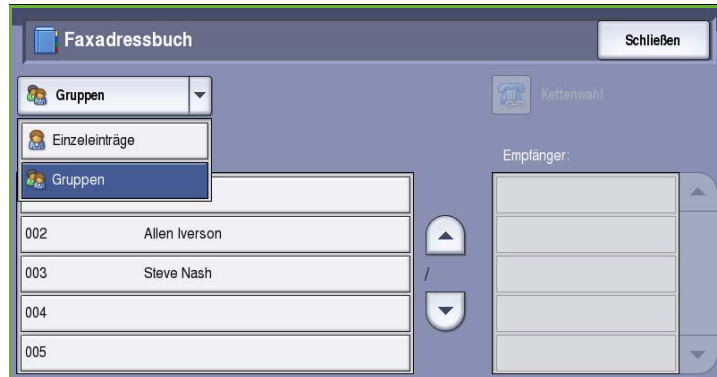 Faxadressbuch
Schließen
Gruppen
Kettenwahl
Einzeleinträge
Empfänger:
Gruppen
002 Allen Iverson
003 Steve Nash
/
004
005